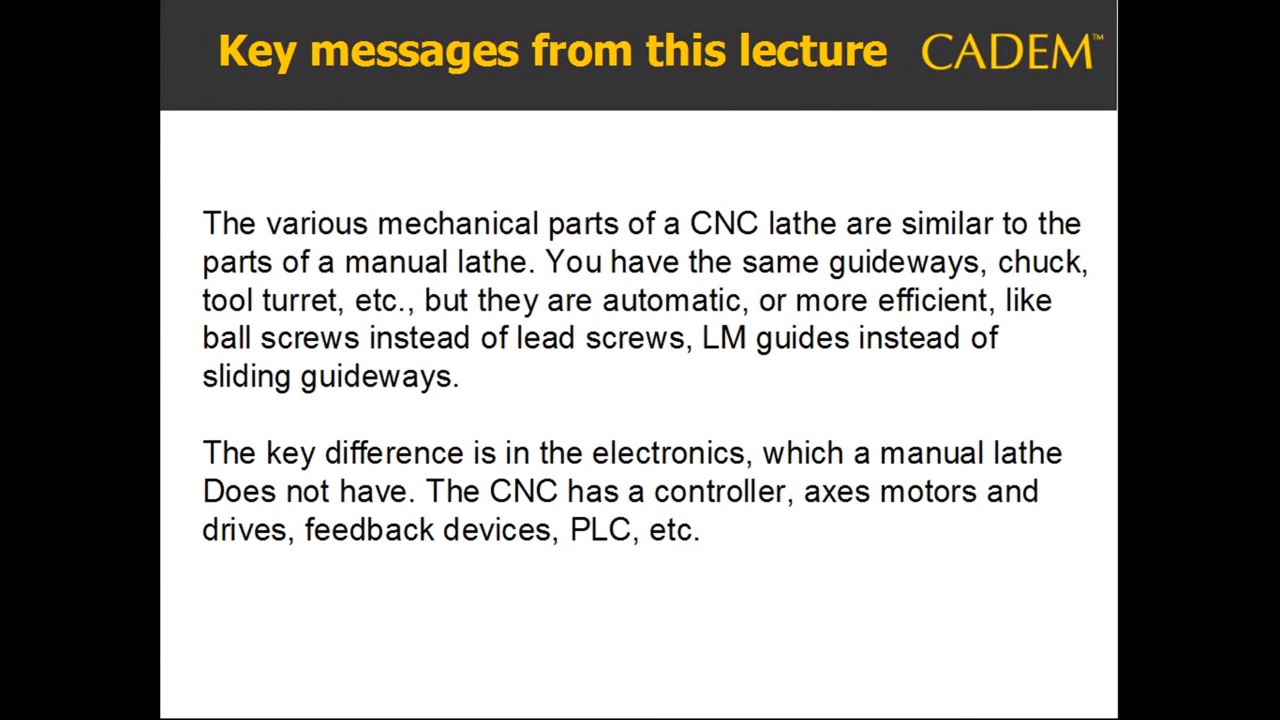 Key messages from this lecture CADEM™
The various mechanical parts of a CNC lathe are similar to the
parts of a manual lathe. You have the same guideways, chuck,
tool turret, etc., but they are automatic, or more efficient, like
ball screws instead of lead screws, LM guides instead of
sliding guideways.
The key difference is in the electronics, which a manual lathe
Does not have. The CNC has a controller, axes motors and
drives, feedback devices, PLC, etc.